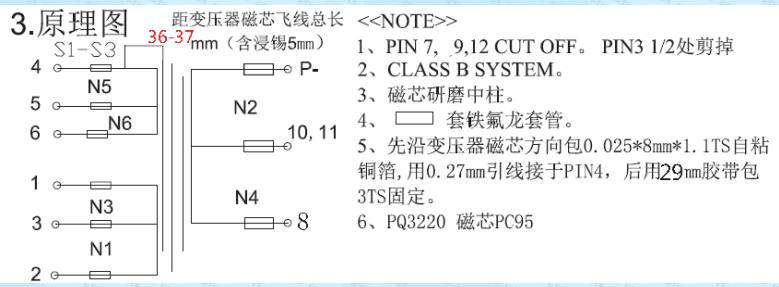 3.原理图
距变压器磁芯飞线总长
36-37mm（含浸锡5mm）
S1-S3
4
N5
5
N6
6
1
N3
3
N1
2
P-
N2
10, 11
N4
8
<<NOTE>>
1、PIN 7, 9,12 CUT OFF。 PIN3 1/2处剪掉
2、CLASS B SYSTEM。
3、磁芯研磨中柱。
4、 套铁氟龙套管。
5、先沿变压器磁芯方向包0.025*8mm*1.1TS自粘
铜箔,用0.27mm引线接于PIN4, 后用29mm胶带包
3TS固定。
6、PQ3220 磁芯PC95